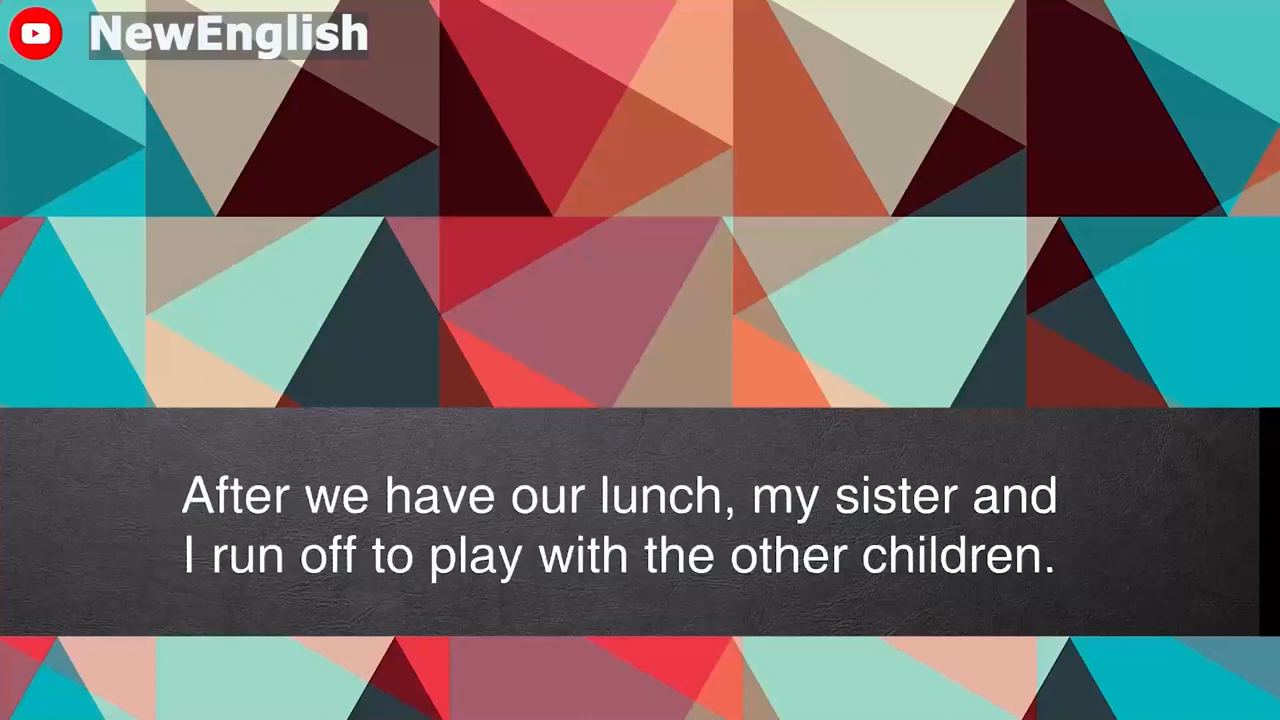 NewEnglish
After we have our lunch, my sister and
I run off to play with the other children.